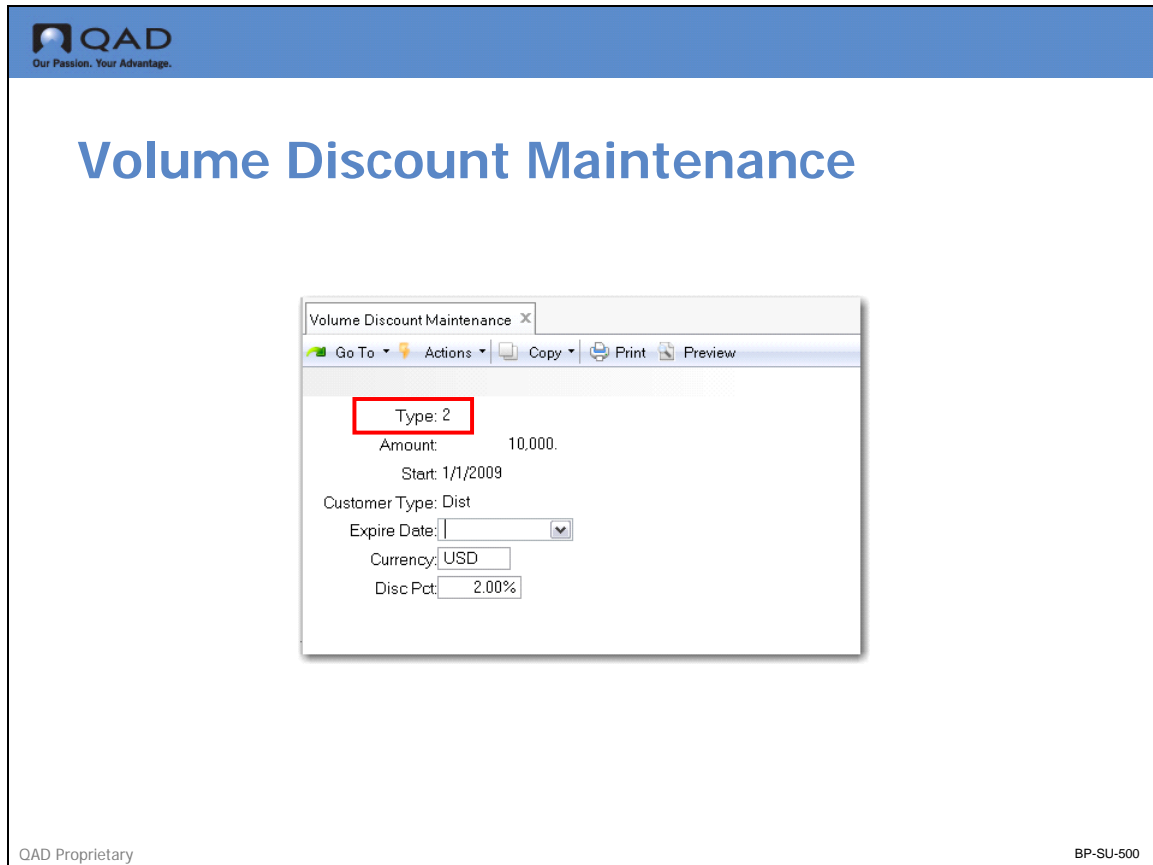 QAD
Our Passion. Your Advantage.
Volume Discount Maintenance
Volume Discount Maintenance
Go To Actions Copy Print Preview
Type: 2
Amount: 10,000.
Start: 1/1/2009
Customer Type: Dist
Expire Date:
Currency: USD
Disc Pct: 2.00%
QAD Proprietary BP-SU-500